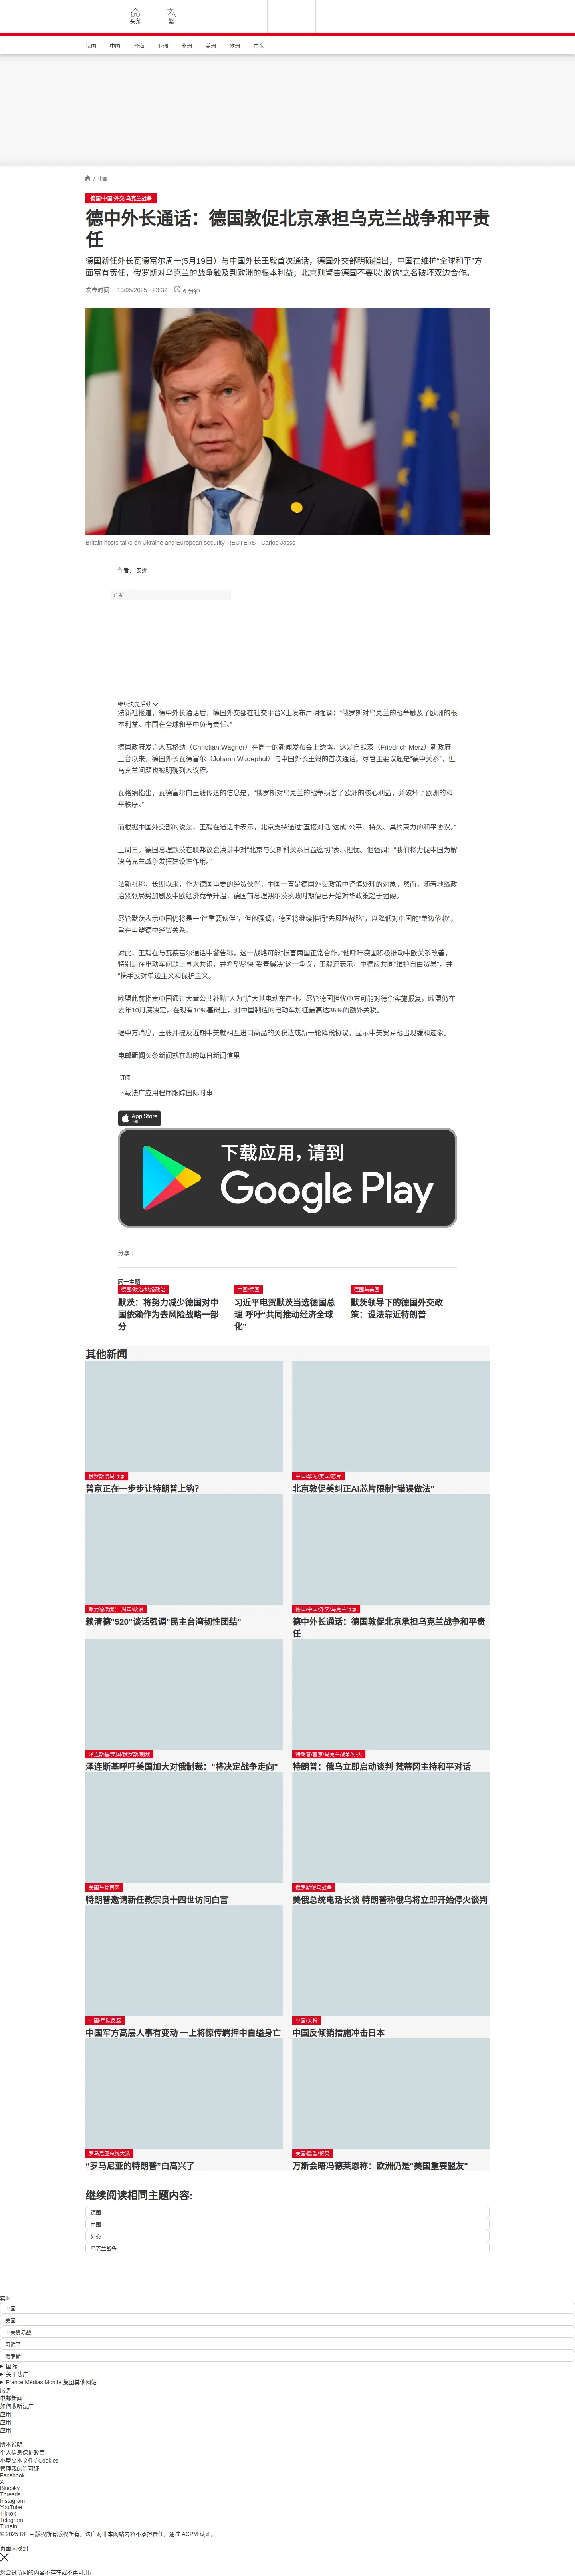 头条
繁
法国
中国
台海
亚洲
非洲
美洲
欧洲
中东
/ 中国
德国/中国/外交/乌克兰战争
德中外长通话：德国敦促北京承担乌克兰战争和平责
任
德国新任外长瓦德富尔周一(5月19日）与中国外长王毅首次通话，德国外交部明确指出，中国在维护“全球和平”方
面富有责任，俄罗斯对乌克兰的战争触及到欧洲的根本利益；北京则警告德国不要以“脱钩”之名破坏双边合作。
发表时间： 19/05/2025 - 23:32
6 分钟
Britain hosts talks on Ukraine and European security REUTERS - Carlos Jasso
作者： 安娜
广告
继续浏览后续
法新社报道，德中外长通话后，德国外交部在社交平台X上发布声明强调：“俄罗斯对乌克兰的战争触及了欧洲的根
本利益。中国在全球和平中负有责任。”
德国政府发言人瓦格纳（Christian Wagner）在周一的新闻发布会上透露，这是自默茨（Friedrich Merz）新政府
上台以来，德国外长瓦德富尔（Johann Wadephul）与中国外长王毅的首次通话。尽管主要议题是“德中关系”，但
乌克兰问题也被明确列入议程。
瓦格纳指出，瓦德富尔向王毅传达的信息是，“俄罗斯对乌克兰的战争损害了欧洲的核心利益，并破坏了欧洲的和
平秩序。”
而根据中国外交部的说法，王毅在通话中表示，北京支持通过“直接对话”达成“公平、持久、具约束力的和平协议。”
上周三，德国总理默茨在联邦议会演讲中对“北京与莫斯科关系日益密切”表示担忧。他强调：“我们将力促中国为解
决乌克兰战争发挥建设性作用。”
法新社称，长期以来，作为德国重要的经贸伙伴，中国一直是德国外交政策中谨慎处理的对象。然而，随着地缘政
治紧张局势加剧及中欧经济竞争升温，德国前总理朔尔茨执政时期便已开始对华政策趋于强硬。
尽管默茨表示中国仍将是一个“重要伙伴”，但他强调，德国将继续推行“去风险战略”，以降低对中国的“单边依赖”，
旨在重塑德中经贸关系。
对此，王毅在与瓦德富尔通话中警告称，这一战略可能“损害两国正常合作。”他呼吁德国积极推动中欧关系改善，
特别是在电动车问题上寻求共识，并希望尽快“妥善解决”这一争议。王毅还表示，中德应共同“维护自由贸易”，并
“携手反对单边主义和保护主义。
欧盟此前指责中国通过大量公共补贴“人为”扩大其电动车产业。尽管德国担忧中方可能对德企实施报复，欧盟仍在
去年10月底决定，在现有10%基础上，对中国制造的电动车加征最高达35%的额外关税。
据中方消息，王毅并提及近期中美就相互进口商品的关税达成新一轮降税协议，显示中美贸易战出现缓和迹象。
电邮新闻头条新闻就在您的每日新闻信里
订阅
下载法广应用程序跟踪国际时事
App Store
下载
下载应用，请到
Google Play
分享 :
同一主题
德国/政治/地缘政治
默茨：将努力减少德国对中
国依赖作为去风险战略一部
分
中国/德国
习近平电贺默茨当选德国总
理 呼吁“共同推动经济全球
化”
德国与美国
默茨领导下的德国外交政
策：设法靠近特朗普
其他新闻
俄罗斯侵乌战争
普京正在一步步让特朗普上钩？
中国/华为/美国/芯片
北京敦促美纠正AI芯片限制“错误做法”
赖清德/就职一周年/政治
赖清德“520”谈话强调“民主台湾韧性团结”
德国/中国/外交/乌克兰战争
德中外长通话：德国敦促北京承担乌克兰战争和平责
任
泽连斯基/美国/俄罗斯/制裁
泽连斯基呼吁美国加大对俄制裁：“将决定战争走向”
特朗普/普京/乌克兰战争/停火
特朗普：俄乌立即启动谈判 梵蒂冈主持和平对话
美国与梵蒂冈
特朗普邀请新任教宗良十四世访问白宫
俄罗斯侵乌战争
美俄总统电话长谈 特朗普称俄乌将立即开始停火谈判
中国/军队反腐
中国军方高层人事有变动 一上将惊传羁押中自缢身亡
中国/关税
中国反倾销措施冲击日本
罗马尼亚总统大选
“罗马尼亚的特朗普”白高兴了
美国/欧盟/贸易
万斯会晤冯德莱恩称：欧洲仍是“美国重要盟友”
继续阅读相同主题内容:
德国
中国
外交
乌克兰战争
实时
中国
美国
中美贸易战
习近平
俄罗斯
国际
关于法广
France Médias Monde 集团其他网站
服务
电邮新闻
如何收听法广
应用
应用
应用
版本说明
个人信息保护政策
小型文本文件 / Cookies
管理我的许可证
Facebook
X
Bluesky
Threads
Instagram
YouTube
TikTok
Telegram
TuneIn
© 2025 RFI – 版权所有版权所有。法广对非本网站内容不承担责任。通过 ACPM 认证。
页面未找到
您尝试访问的内容不存在或不再可用。